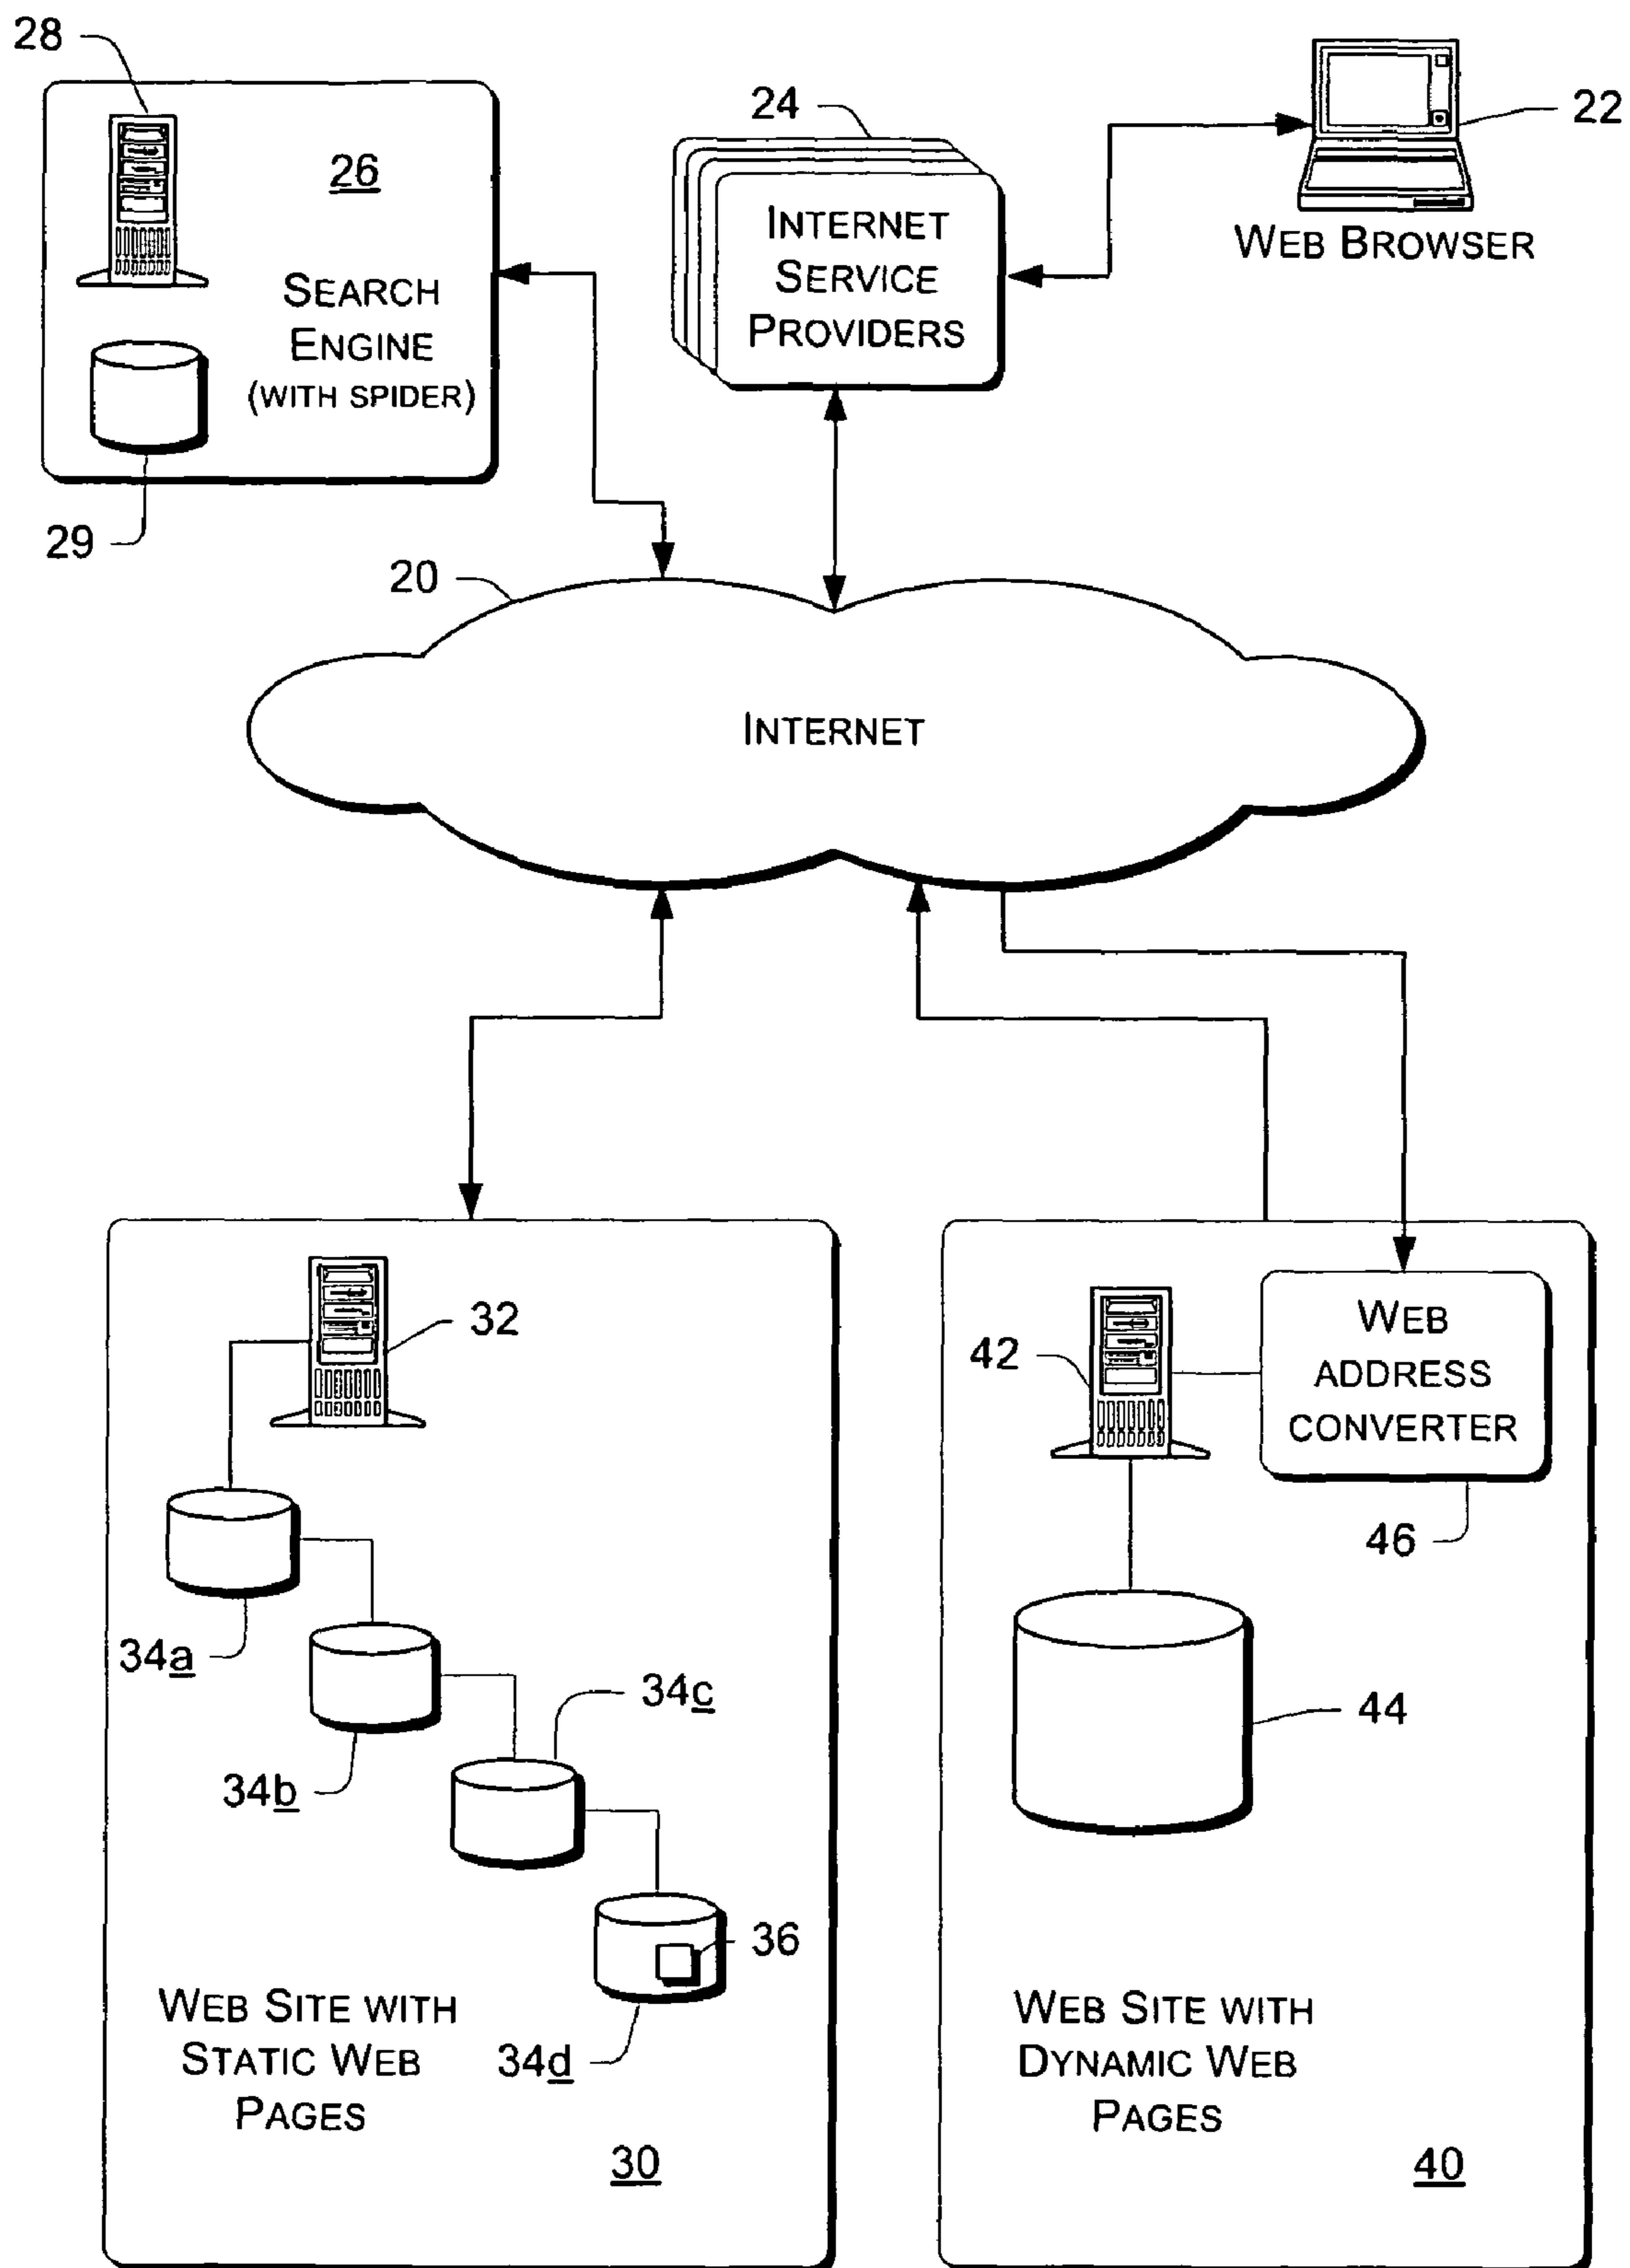 28
26
SEARCH
ENGINE
(WITH SPIDER)
29
24
INTERNET
SERVICE
PROVIDERS
22
WEB BROWSER
20
INTERNET
32
34a
34b
34c
36
34d
WEB SITE WITH
STATIC WEB
PAGES
30
42
WEB
ADDRESS
CONVERTER
46
44
WEB SITE WITH
DYNAMIC WEB
PAGES
40